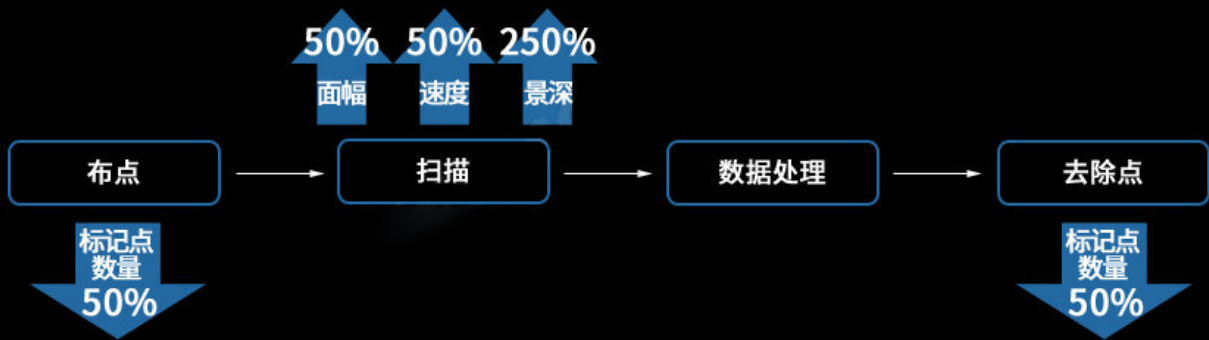 50% 50% 250%
面幅 速度 景深
布点 扫描 数据处理 去除点
标记点 标记点
数量 数量
50% 50%